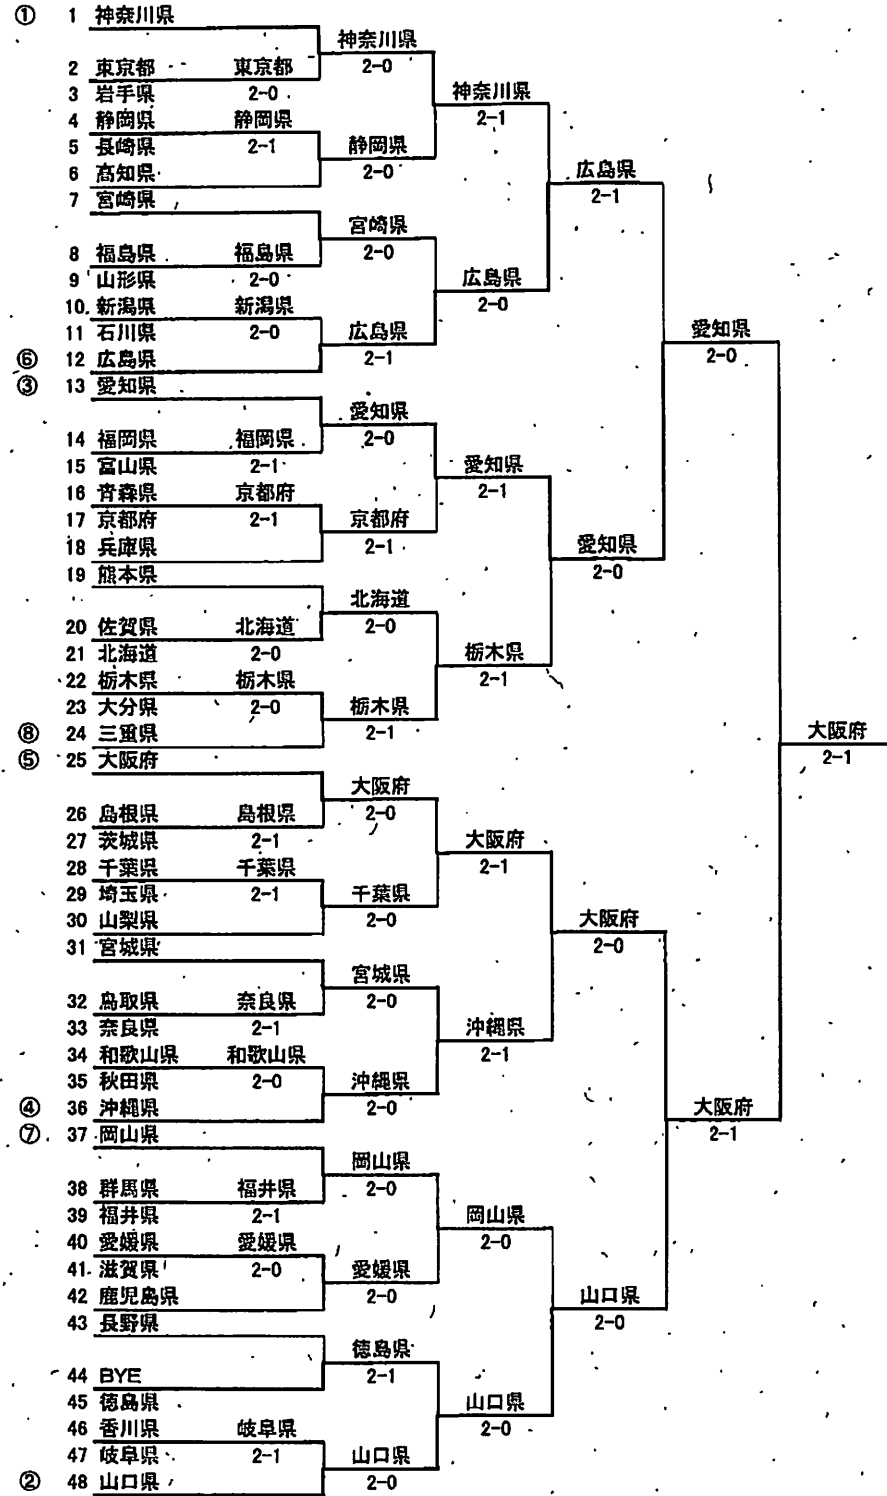 ① 1 神奈川県
神奈川県
2 東京都 東京都 2-0
3 岩手県 2-0 神奈川県
4 静岡県 静岡県 2-1
5 長崎県 2-1 静岡県
6 高知県 2-0 広島県
7 宮崎県 2-1
宮崎県
8 福島県 福島県 2-0
9 山形県 2-0 広島県
10 新潟県 新潟県 2-0
11 石川県 2-0 広島県 愛知県
⑥ 12 広島県 2-1 2-0
③ 13 愛知県
愛知県
14 福岡県 福岡県 2-0
15 富山県 2-1 愛知県
16 青森県 京都府 2-1
17 京都府 2-1 京都府
18 兵庫県 2-1 愛知県
19 熊本県 2-0
北海道
20 佐賀県 北海道 2-0
21 北海道 2-0 栃木県
22 栃木県 栃木県 2-1
23 大分県 2-0 栃木県
⑧ 24 三重県 2-1 大阪府
⑤ 25 大阪府 2-1
大阪府
26 島根県 島根県 2-0
27 茨城県 2-1 大阪府
28 千葉県 千葉県 2-1
29 埼玉県 2-1 千葉県
30 山梨県 2-0 大阪府
31 宮城県 2-0
宮城県
32 鳥取県 奈良県 2-0
33 奈良県 2-1 沖縄県
34 和歌山県 和歌山県 2-1
35 秋田県 2-0 沖縄県
④ 36 沖縄県 2-0 大阪府
⑦ 37 岡山県 2-1
岡山県
38 群馬県 福井県 2-0
39 福井県 2-1 岡山県
40 愛媛県 愛媛県 2-0
41 滋賀県 2-0 愛媛県
42 鹿児島県 2-0 山口県
43 長野県 2-0
徳島県
44 BYE 2-1
45 徳島県 山口県
46 香川県 岐阜県 2-0
47 岐阜県 2-1 山口県
② 48 山口県 2-0